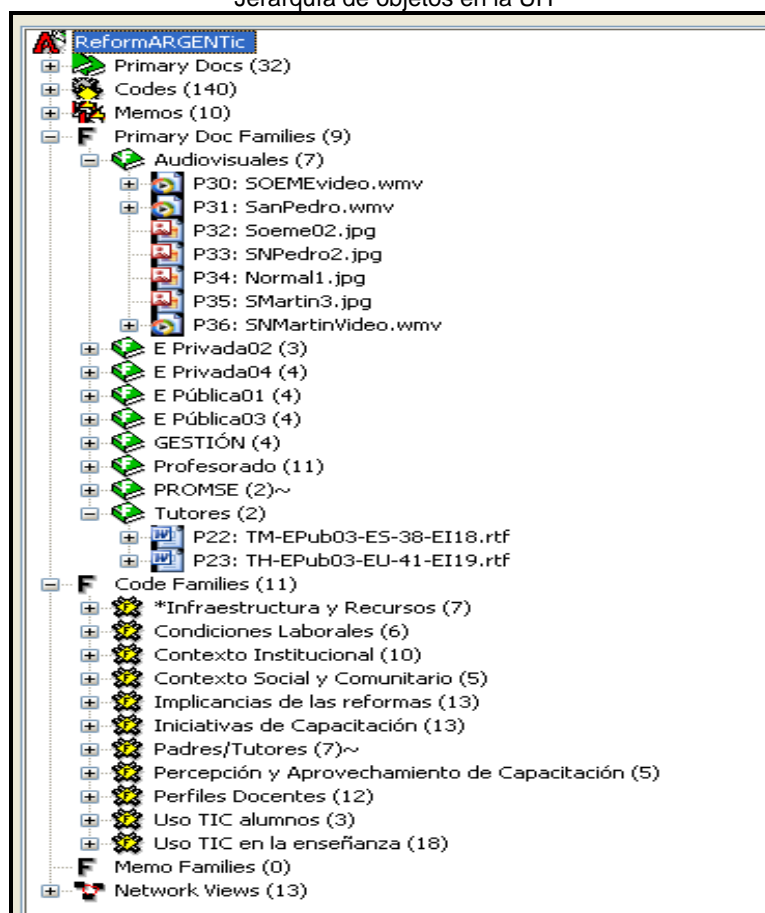 Jerarquía de objetos en la UH
ReformARGENTic
Primary Docs (32)
Codes (140)
Memos (10)
F Primary Doc Families (9)
Audiovisuales (7)
P30: SOEMEvideo.wmv
P31: SanPedro.wmv
P32: Soeme02.jpg
P33: SNPedro2.jpg
P34: Normal1.jpg
P35: SMartin3.jpg
P36: SNMartinVideo.wmv
E Privada02 (3)
E Privada04 (4)
E Pública01 (4)
E Pública03 (4)
GESTIÓN (4)
Profesorado (11)
PROMSE (2)~
Tutores (2)
P22: TM-EPub03-ES-38-EI18.rtf
P23: TH-EPub03-EU-41-EI19.rtf
F Code Families (11)
*Infraestructura y Recursos (7)
Condiciones Laborales (6)
Contexto Institucional (10)
Contexto Social y Comunitario (5)
Implicancias de las reformas (13)
Iniciativas de Capacitación (13)
Padres/Tutores (7)~
Percepción y Aprovechamiento de Capacitación (5)
Perfiles Docentes (12)
Uso TIC alumnos (3)
Uso TIC en la enseñanza (18)
F Memo Families (0)
Network Views (13)